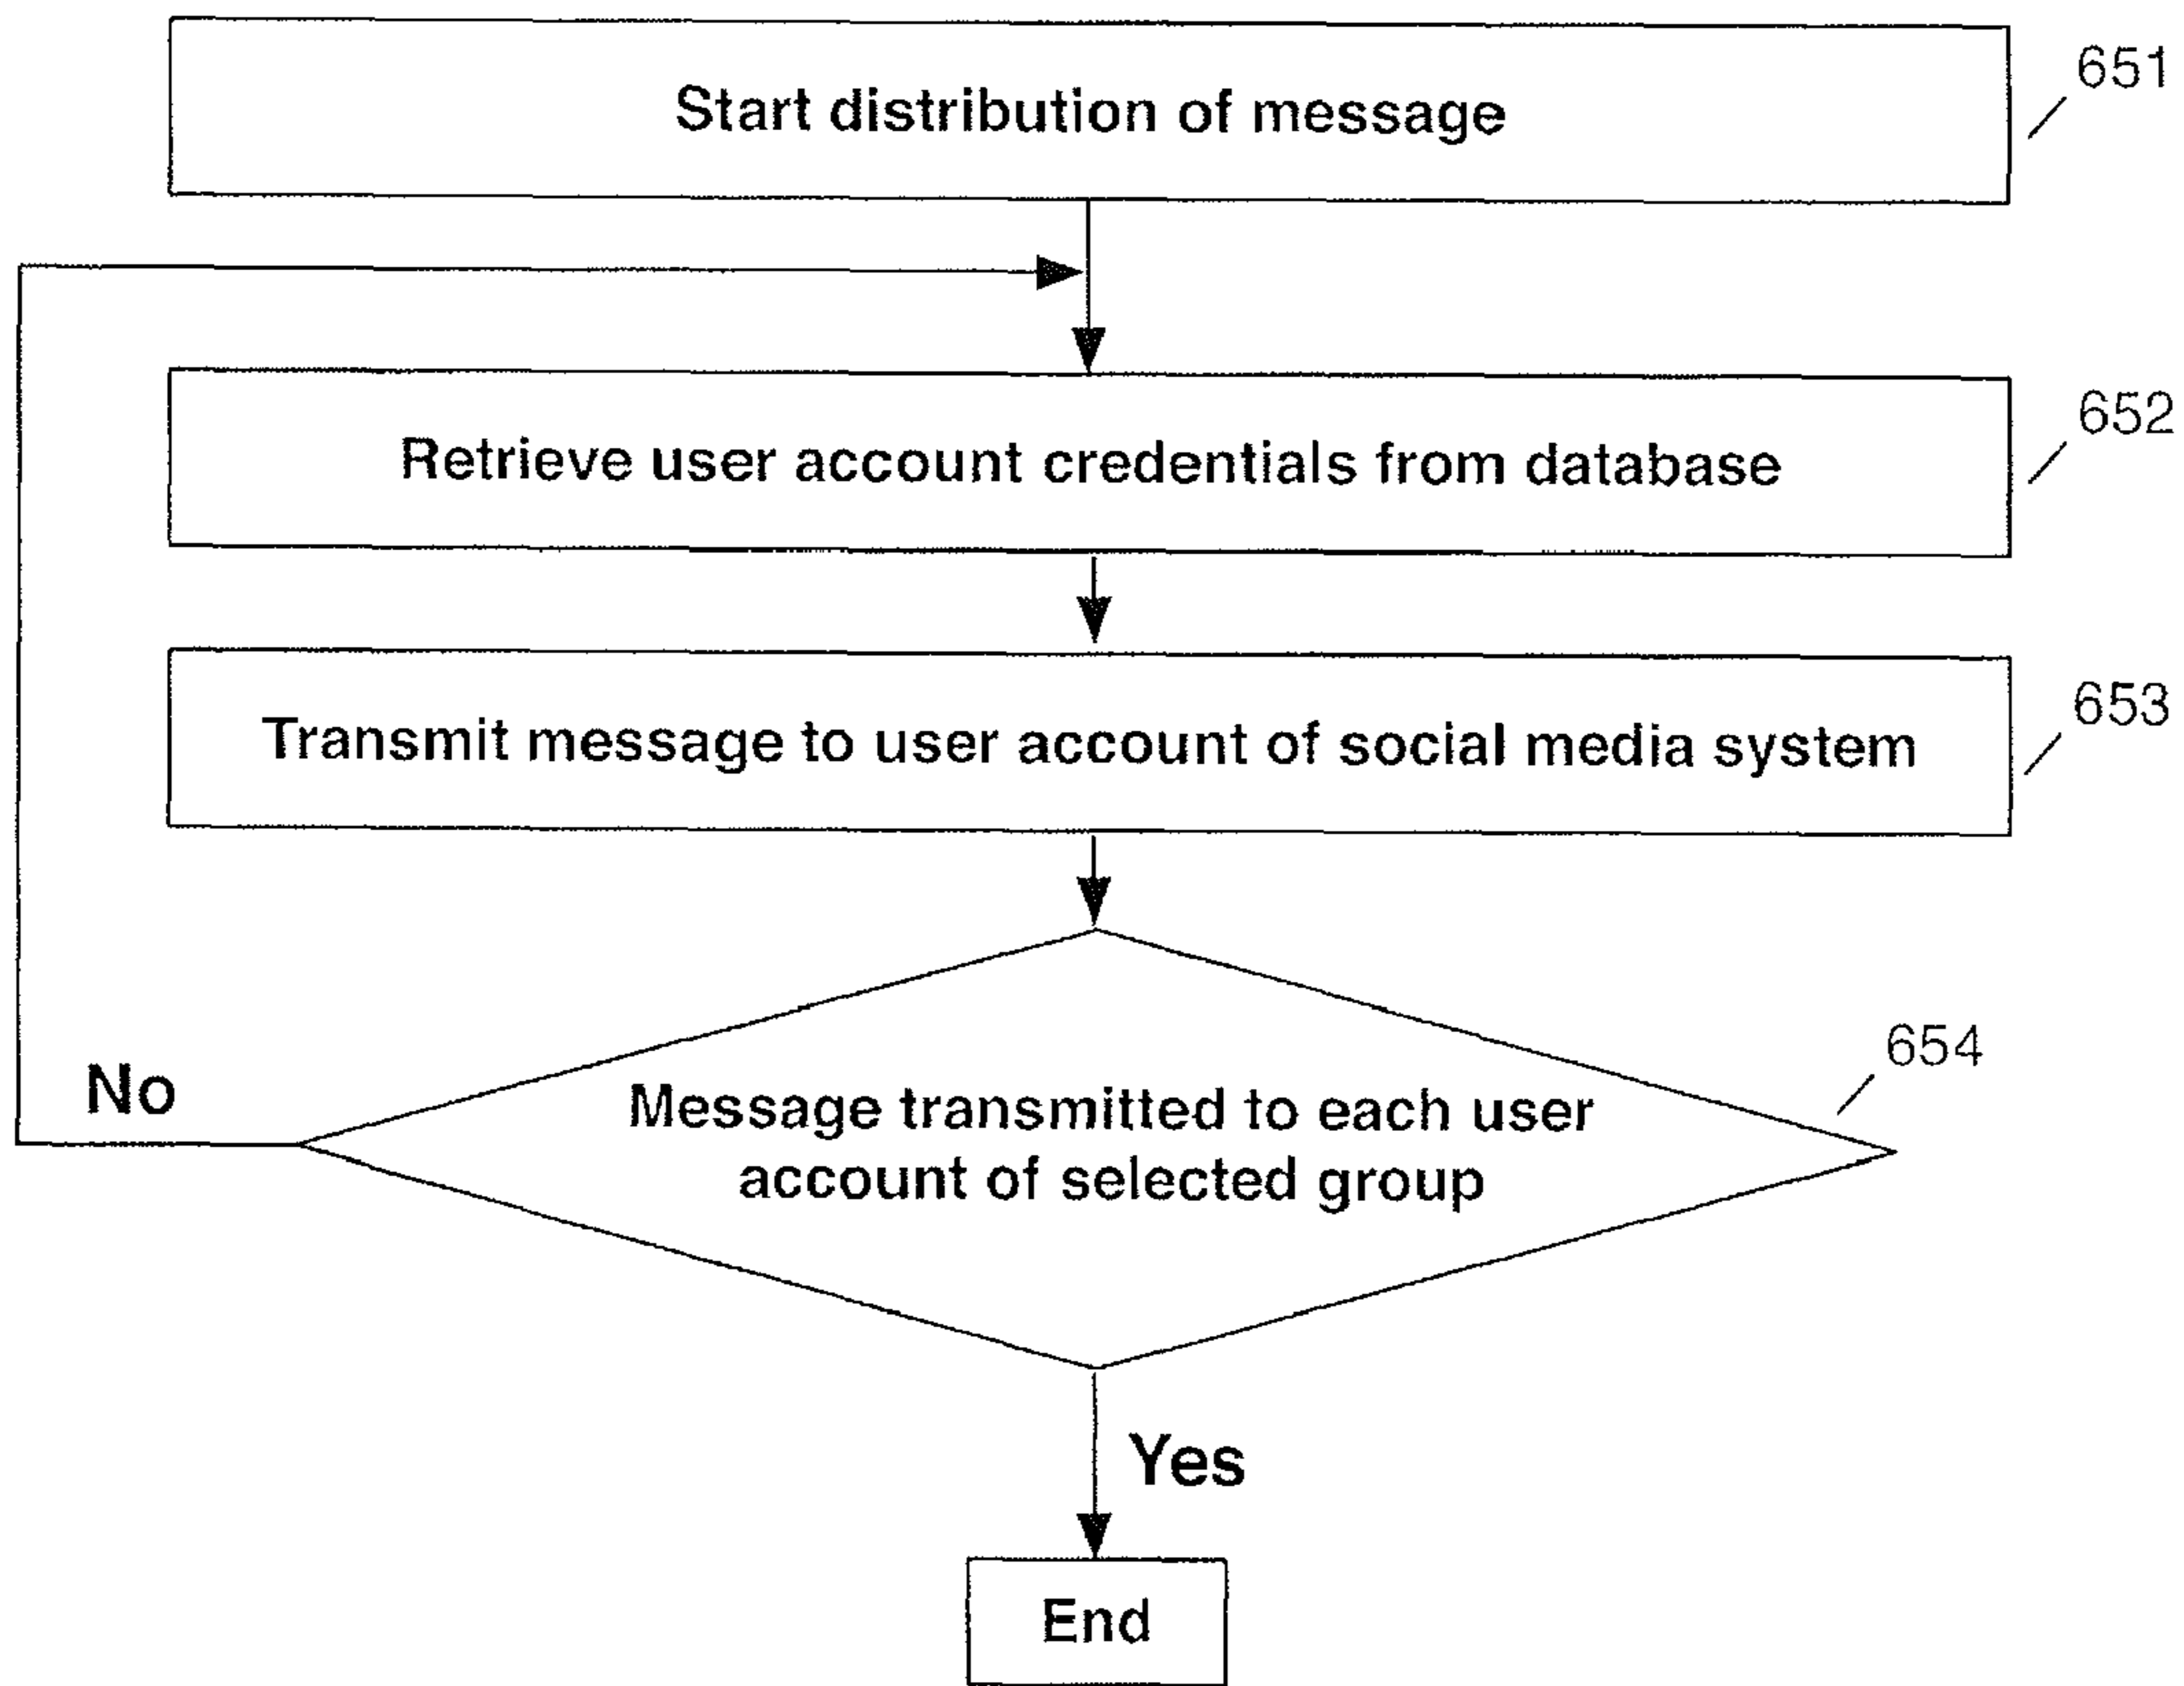 Start distribution of message
651
Retrieve user account credentials from database
652
Transmit message to user account of social media system
653
Message transmitted to each user
account of selected group
654
No
Yes
End